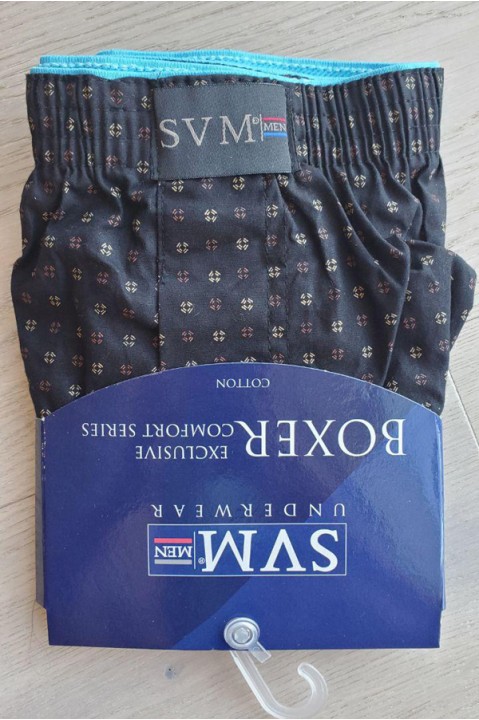 SVM® MEN
SVM® MEN
UNDERWEAR
BOXER
EXCLUSIVE
COMFORT SERIES
COTTON